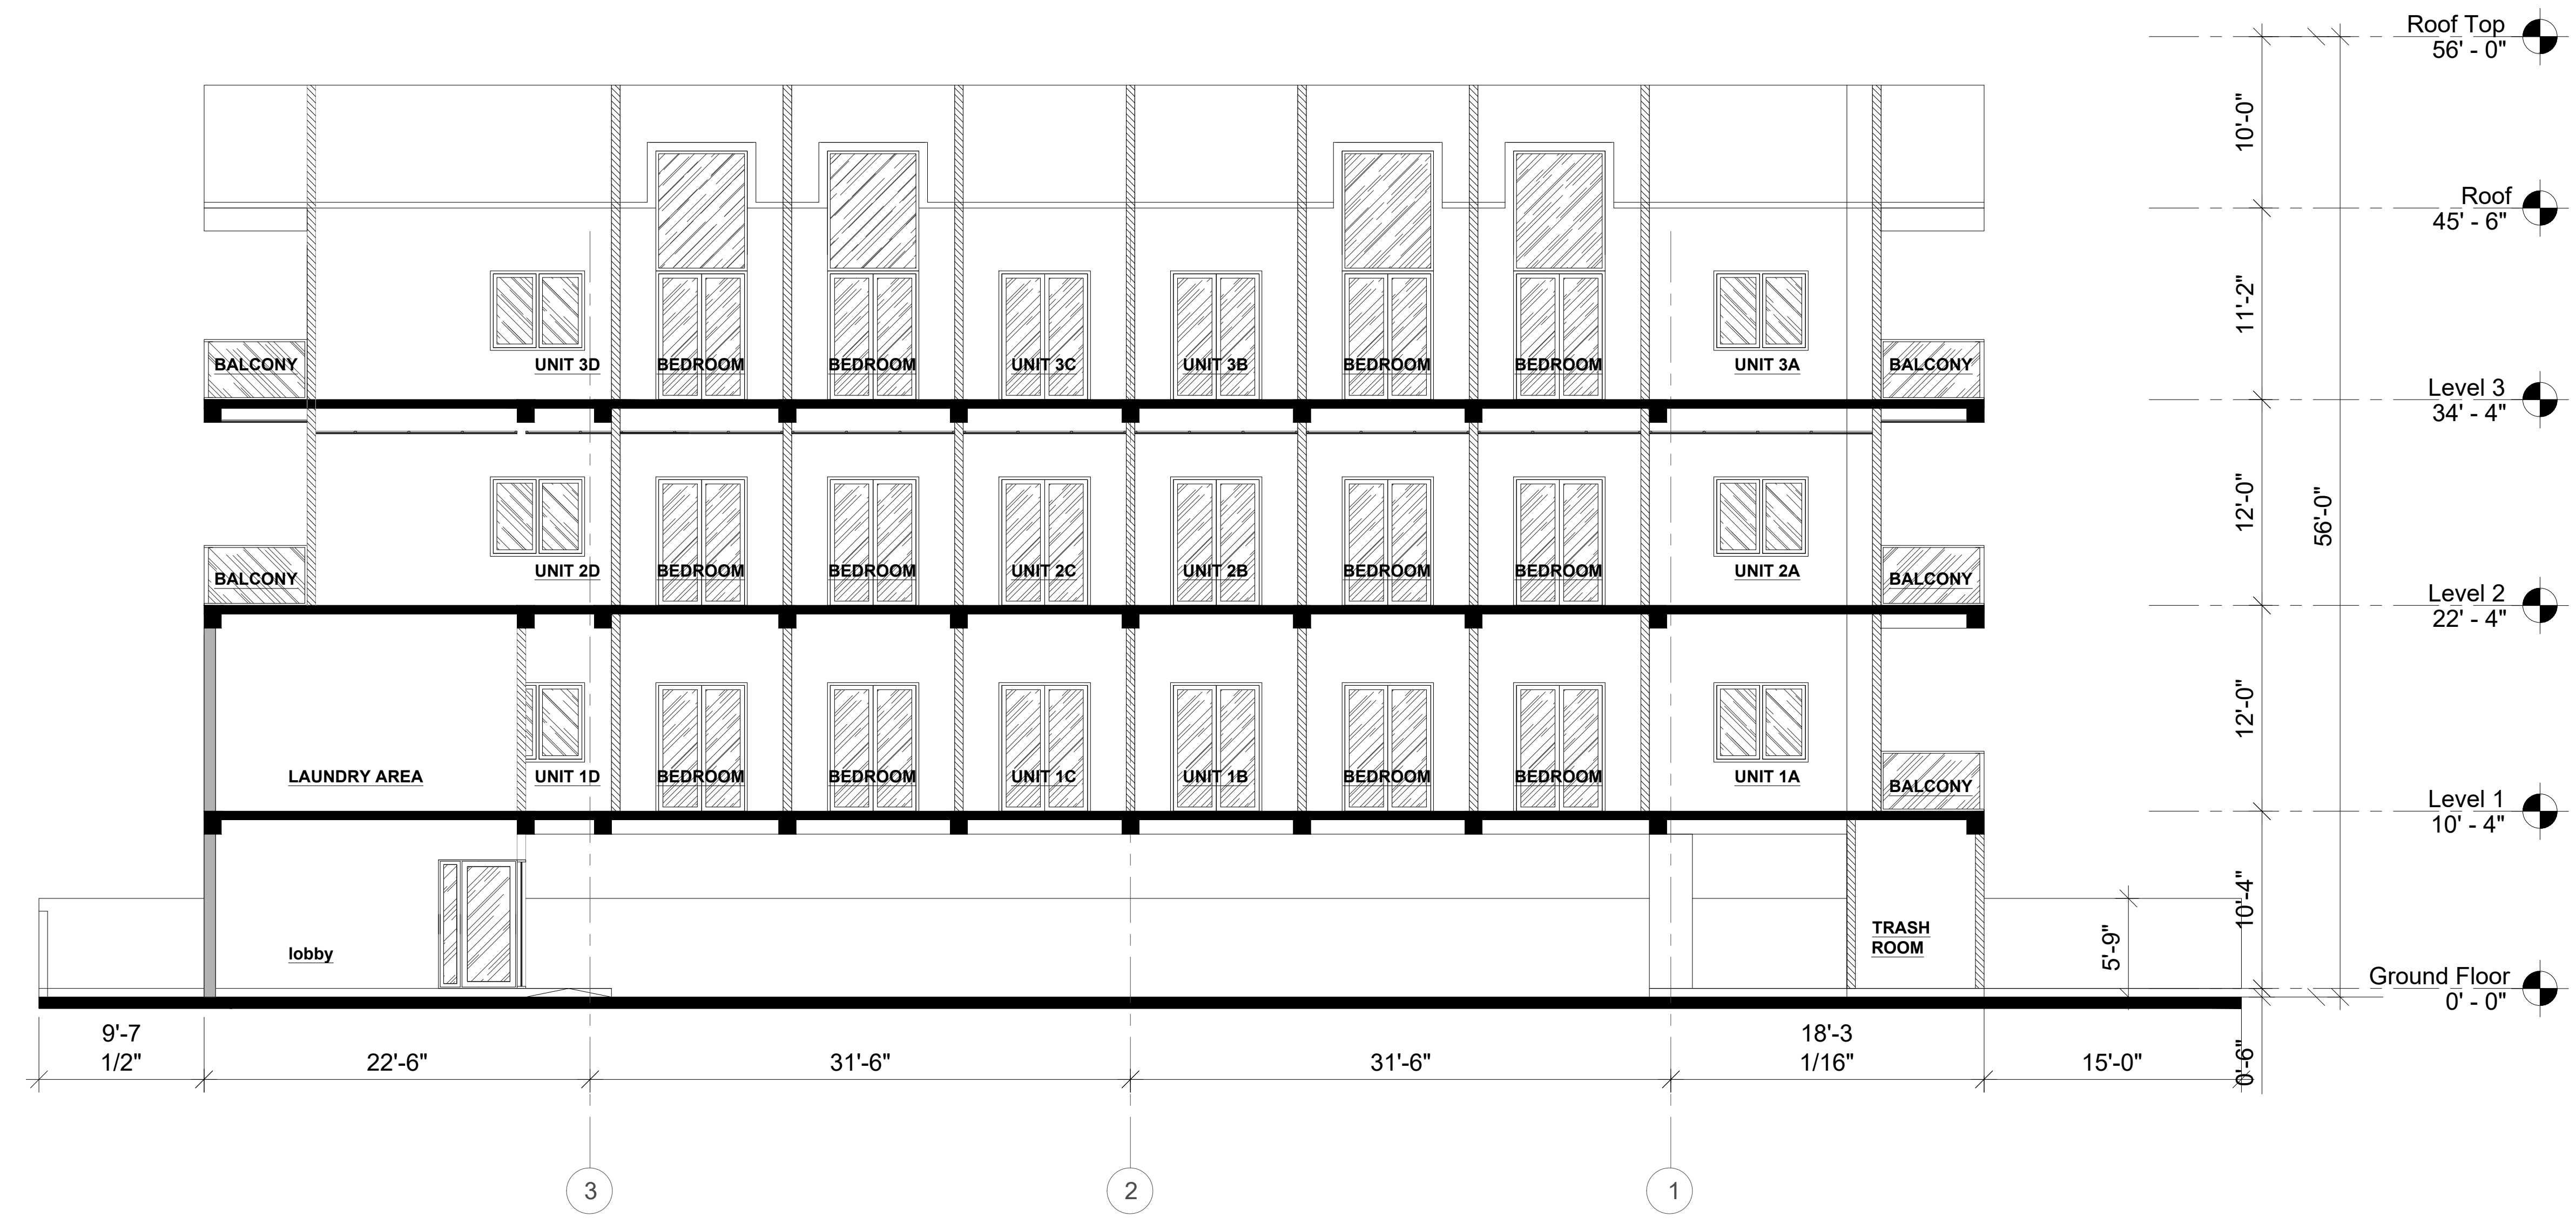 Roof Top
56' - 0"
10'-0"
Roof
45' - 6"
11'-2"
BALCONY
UNIT 3D
BEDROOM
BEDROOM
UNIT 3C
UNIT 3B
BEDROOM
BEDROOM
UNIT 3A
BALCONY
Level 3
34' - 4"
12'-0"
56'-0"
BALCONY
UNIT 2D
BEDROOM
BEDROOM
UNIT 2C
UNIT 2B
BEDROOM
BEDROOM
UNIT 2A
BALCONY
Level 2
22' - 4"
12'-0"
LAUNDRY AREA
UNIT 1D
BEDROOM
BEDROOM
UNIT 1C
UNIT 1B
BEDROOM
BEDROOM
UNIT 1A
BALCONY
Level 1
10' - 4"
10'-4"
lobby
TRASH
ROOM
5'-9"
Ground Floor
0' - 0"
0'-6"
9'-7
1/2"
22'-6"
31'-6"
31'-6"
18'-3
1/16"
15'-0"
3
2
1